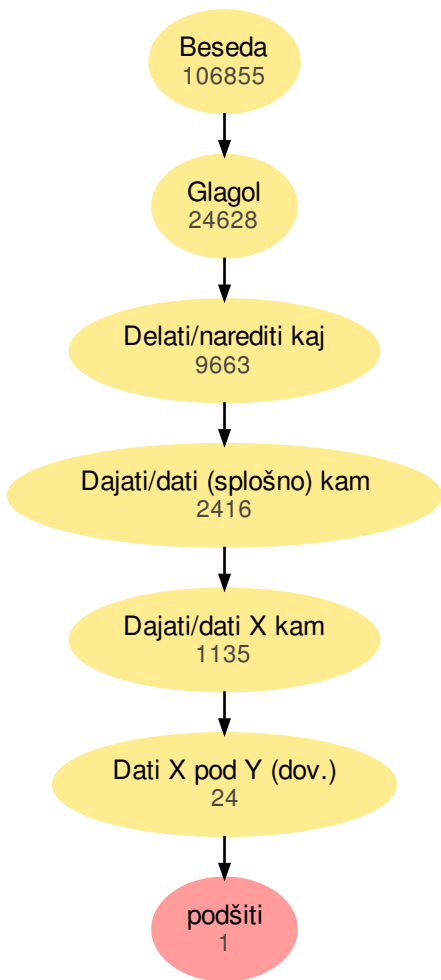 Beseda
106855
Glagol
24628
Delati/narediti kaj
9663
Dajati/dati (splošno) kam
2416
Dajati/dati X kam
1135
Dati X pod Y (dov.)
24
podšiti
1